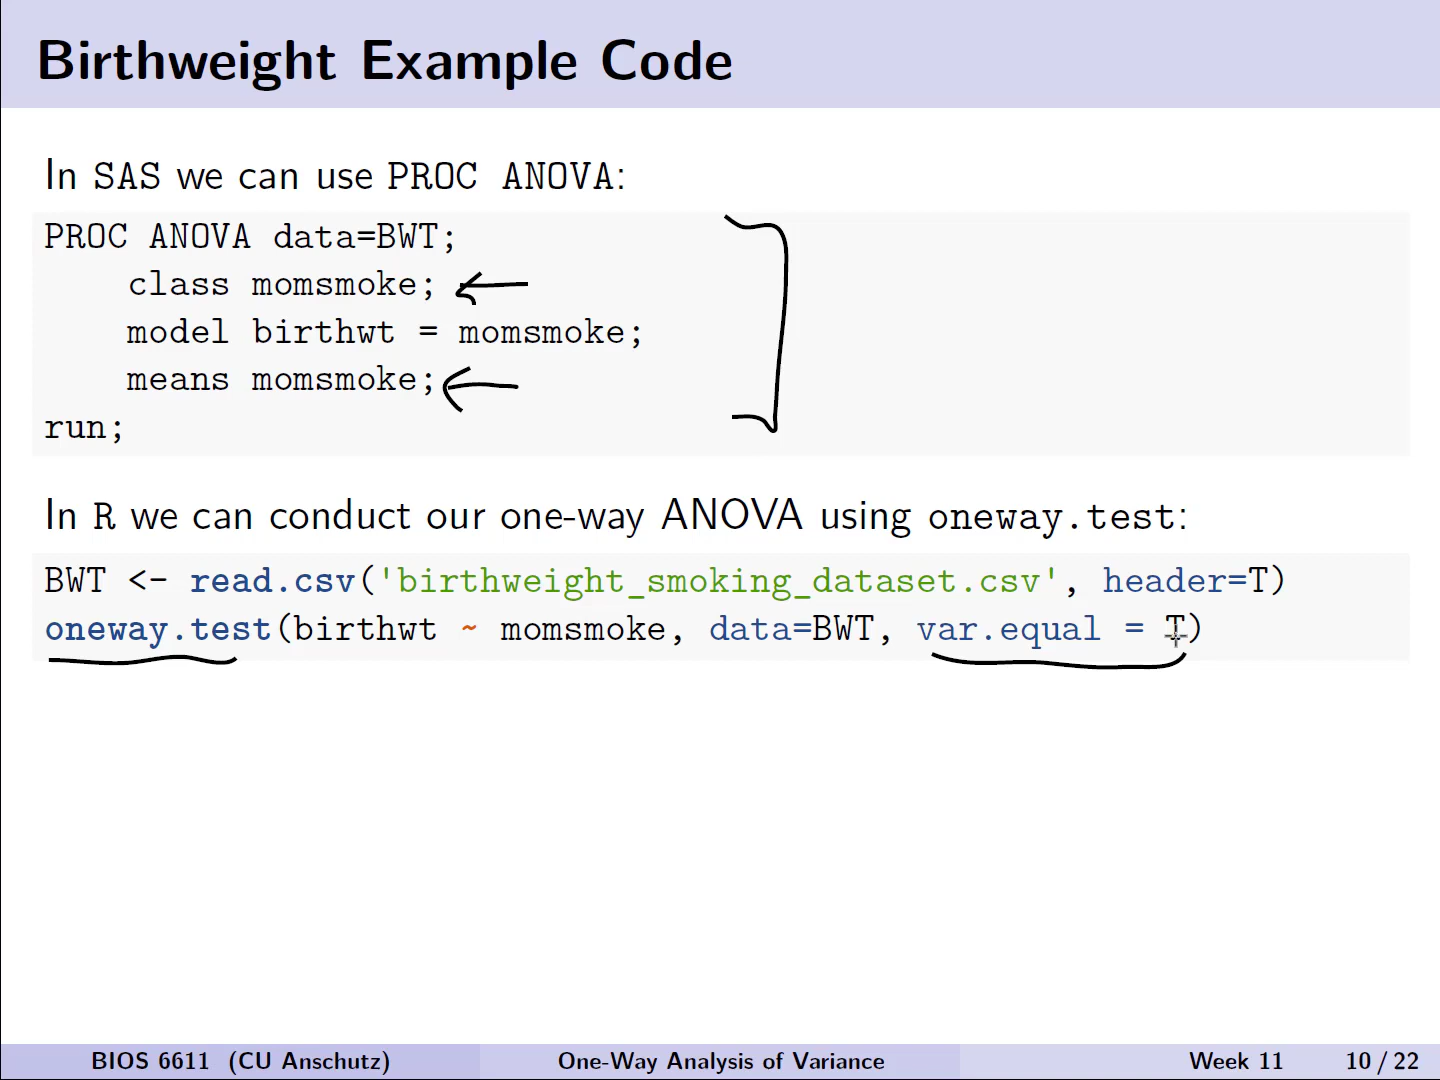 Birthweight Example Code
In SAS we can use PROC ANOVA:
PROC ANOVA data=BWT;
class momsmoke;
model birthwt = momsmoke;
means momsmoke;
run;
In R we can conduct our one-way ANOVA using oneway.test:
BWT <- read.csv('birthweight_smoking_dataset.csv', header=T)
oneway.test(birthwt ~ momsmoke, data=BWT, var.equal = T)
BIOS 6611 (CU Anschutz) One-Way Analysis of Variance Week 11 10 / 22